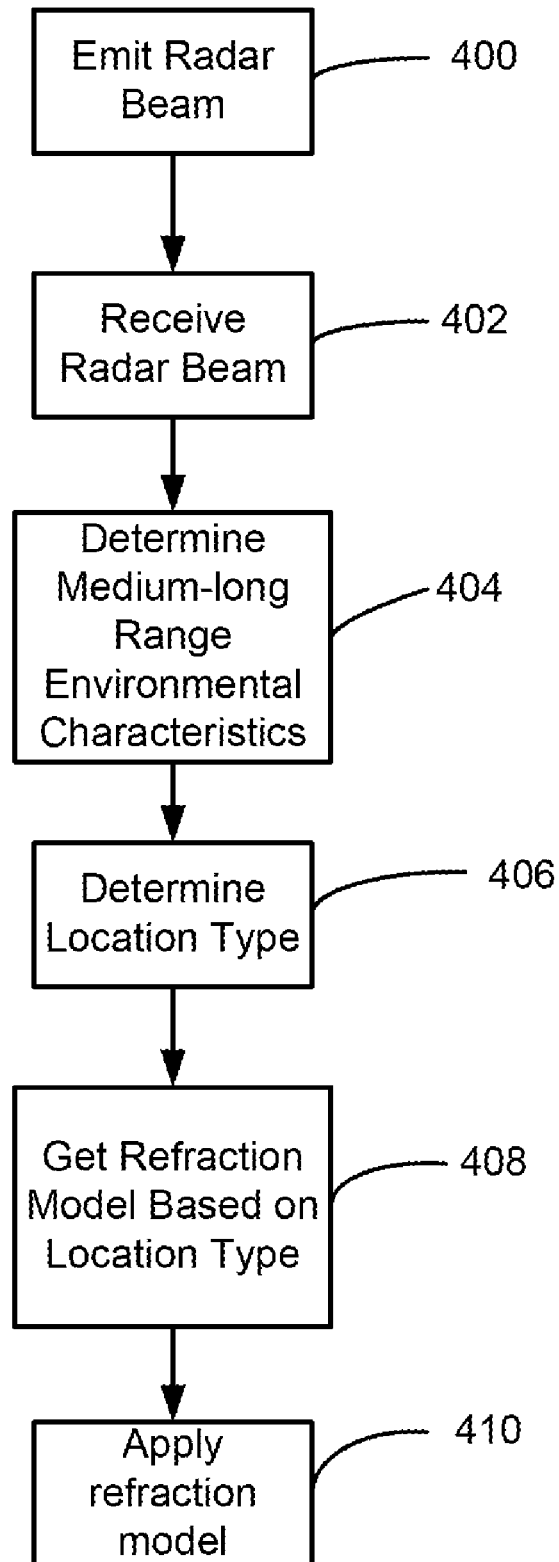 Emit Radar
Beam
400
Receive
Radar Beam
402
Determine
Medium-long
Range
Environmental
Characteristics
404
Determine
Location Type
406
Get Refraction
Model Based on
Location Type
408
Apply
refraction
model
410